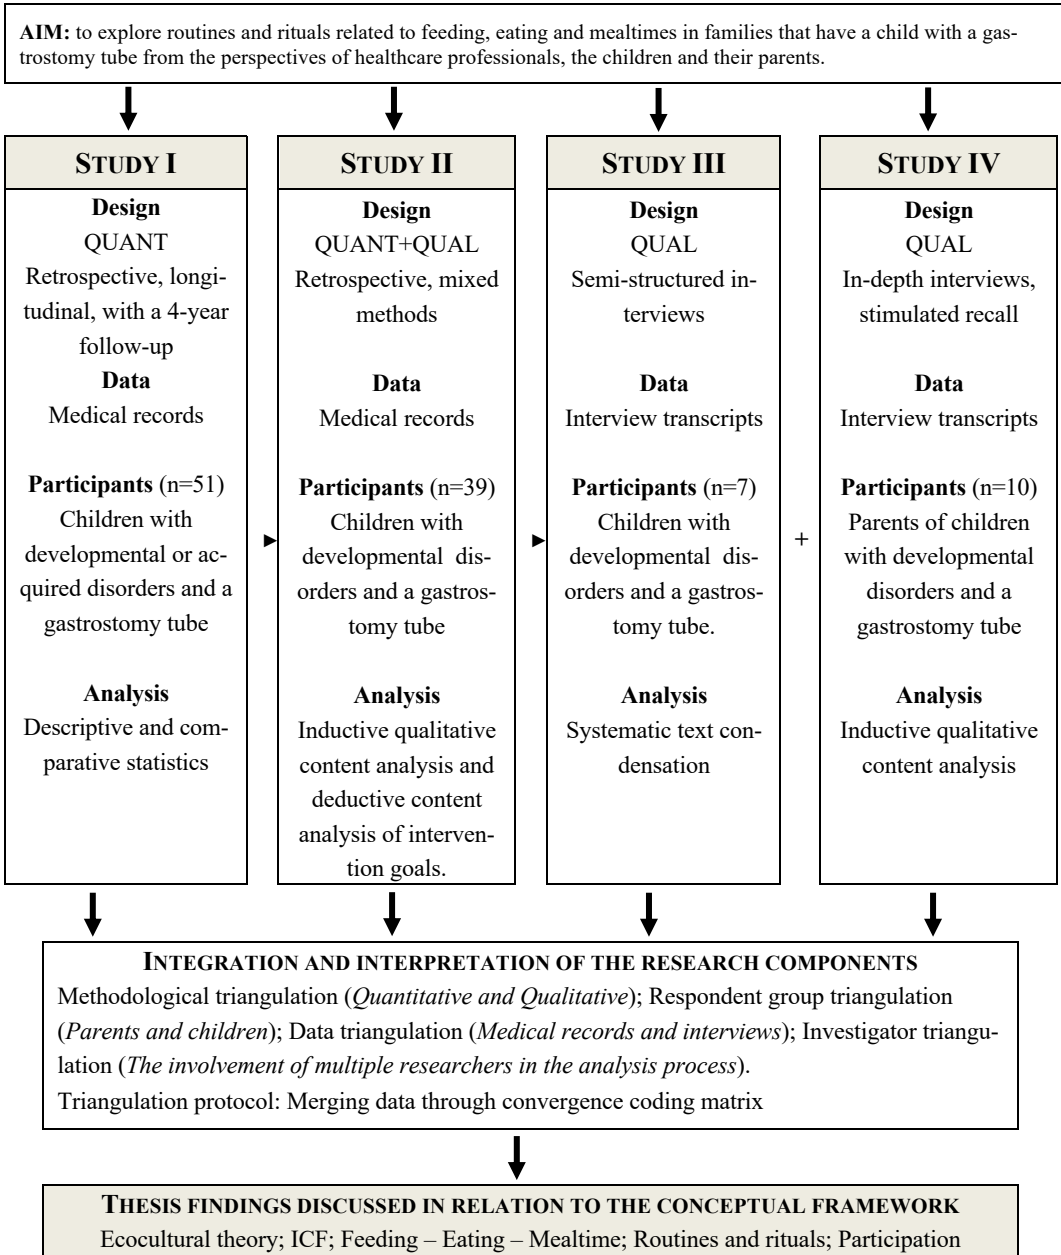 AIM: to explore routines and rituals related to feeding, eating and mealtimes in families that have a child with a gas-
trostomy tube from the perspectives of healthcare professionals, the children and their parents.
STUDY I
Design
QUANT
Retrospective, longi-
tudinal, with a 4-year
follow-up
Data
Medical records
Participants (n=51)
Children with
developmental or ac-
quired disorders and a
gastrostomy tube
Analysis
Descriptive and com-
parative statistics
►
STUDY II
Design
QUANT+QUAL
Retrospective, mixed
methods
Data
Medical records
Participants (n=39)
Children with
developmental dis-
orders and a gastros-
tomy tube
Analysis
Inductive qualitative
content analysis and
deductive content
analysis of interven-
tion goals.
►
STUDY III
Design
QUAL
Semi-structured in-
terviews
Data
Interview transcripts
Participants (n=7)
Children with
developmental dis-
orders and a gastros-
tomy tube.
Analysis
Systematic text con-
densation
+
STUDY IV
Design
QUAL
In-depth interviews,
stimulated recall
Data
Interview transcripts
Participants (n=10)
Parents of children
with developmental
disorders and a
gastrostomy tube
Analysis
Inductive qualitative
content analysis
INTEGRATION AND INTERPRETATION OF THE RESEARCH COMPONENTS
Methodological triangulation (Quantitative and Qualitative); Respondent group triangulation
(Parents and children); Data triangulation (Medical records and interviews); Investigator triangu-
lation (The involvement of multiple researchers in the analysis process).
Triangulation protocol: Merging data through convergence coding matrix
THESIS FINDINGS DISCUSSED IN RELATION TO THE CONCEPTUAL FRAMEWORK
Ecocultural theory; ICF; Feeding – Eating – Mealtime; Routines and rituals; Participation